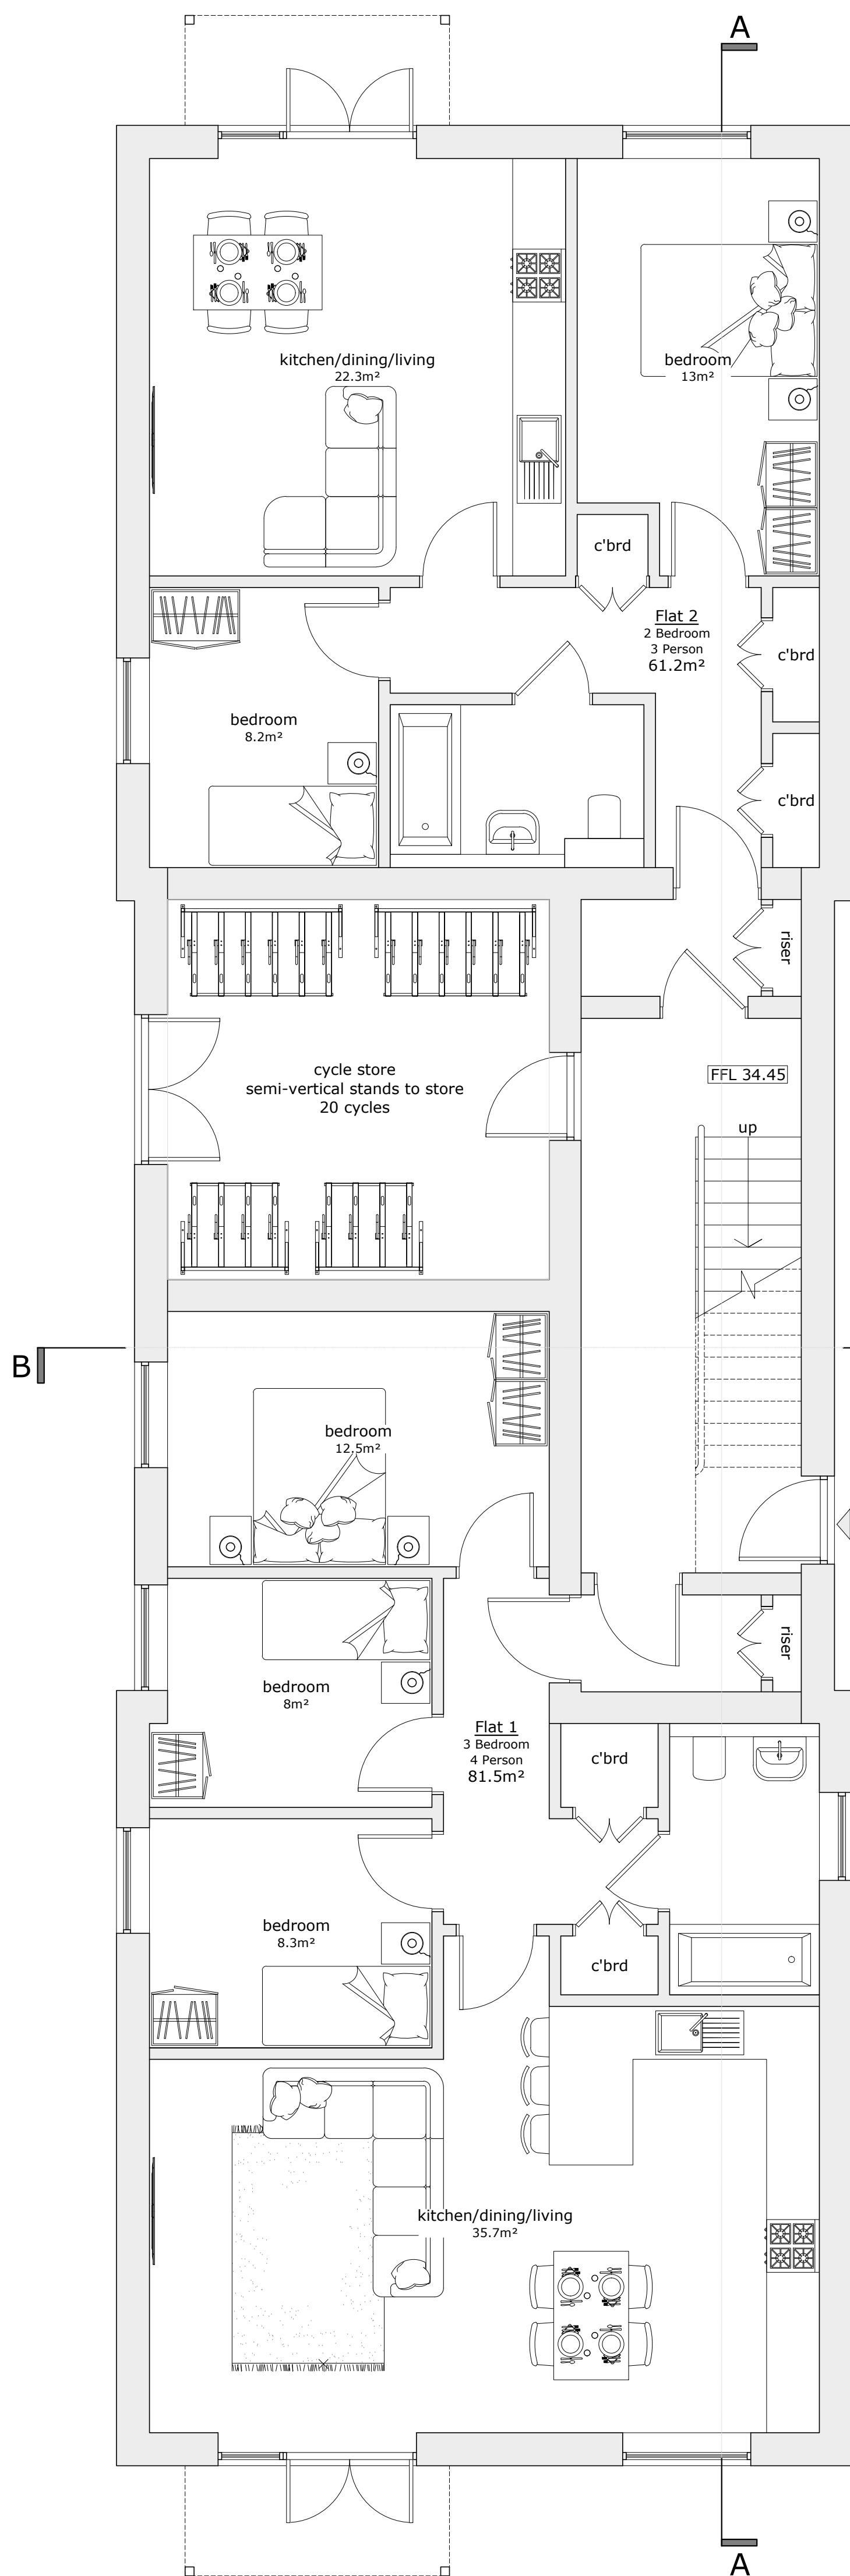 A
kitchen/dining/living
22.3m²
bedroom
13m²
c'brd
Flat 2
2 Bedroom
3 Person
61.2m²
c'brd
bedroom
8.2m²
c'brd
riser
cycle store
semi-vertical stands to store
20 cycles
FFL 34.45
up
B
bedroom
12.5m²
riser
bedroom
8m²
Flat 1
3 Bedroom
4 Person
81.5m²
c'brd
bedroom
8.3m²
c'brd
kitchen/dining/living
35.7m²
A